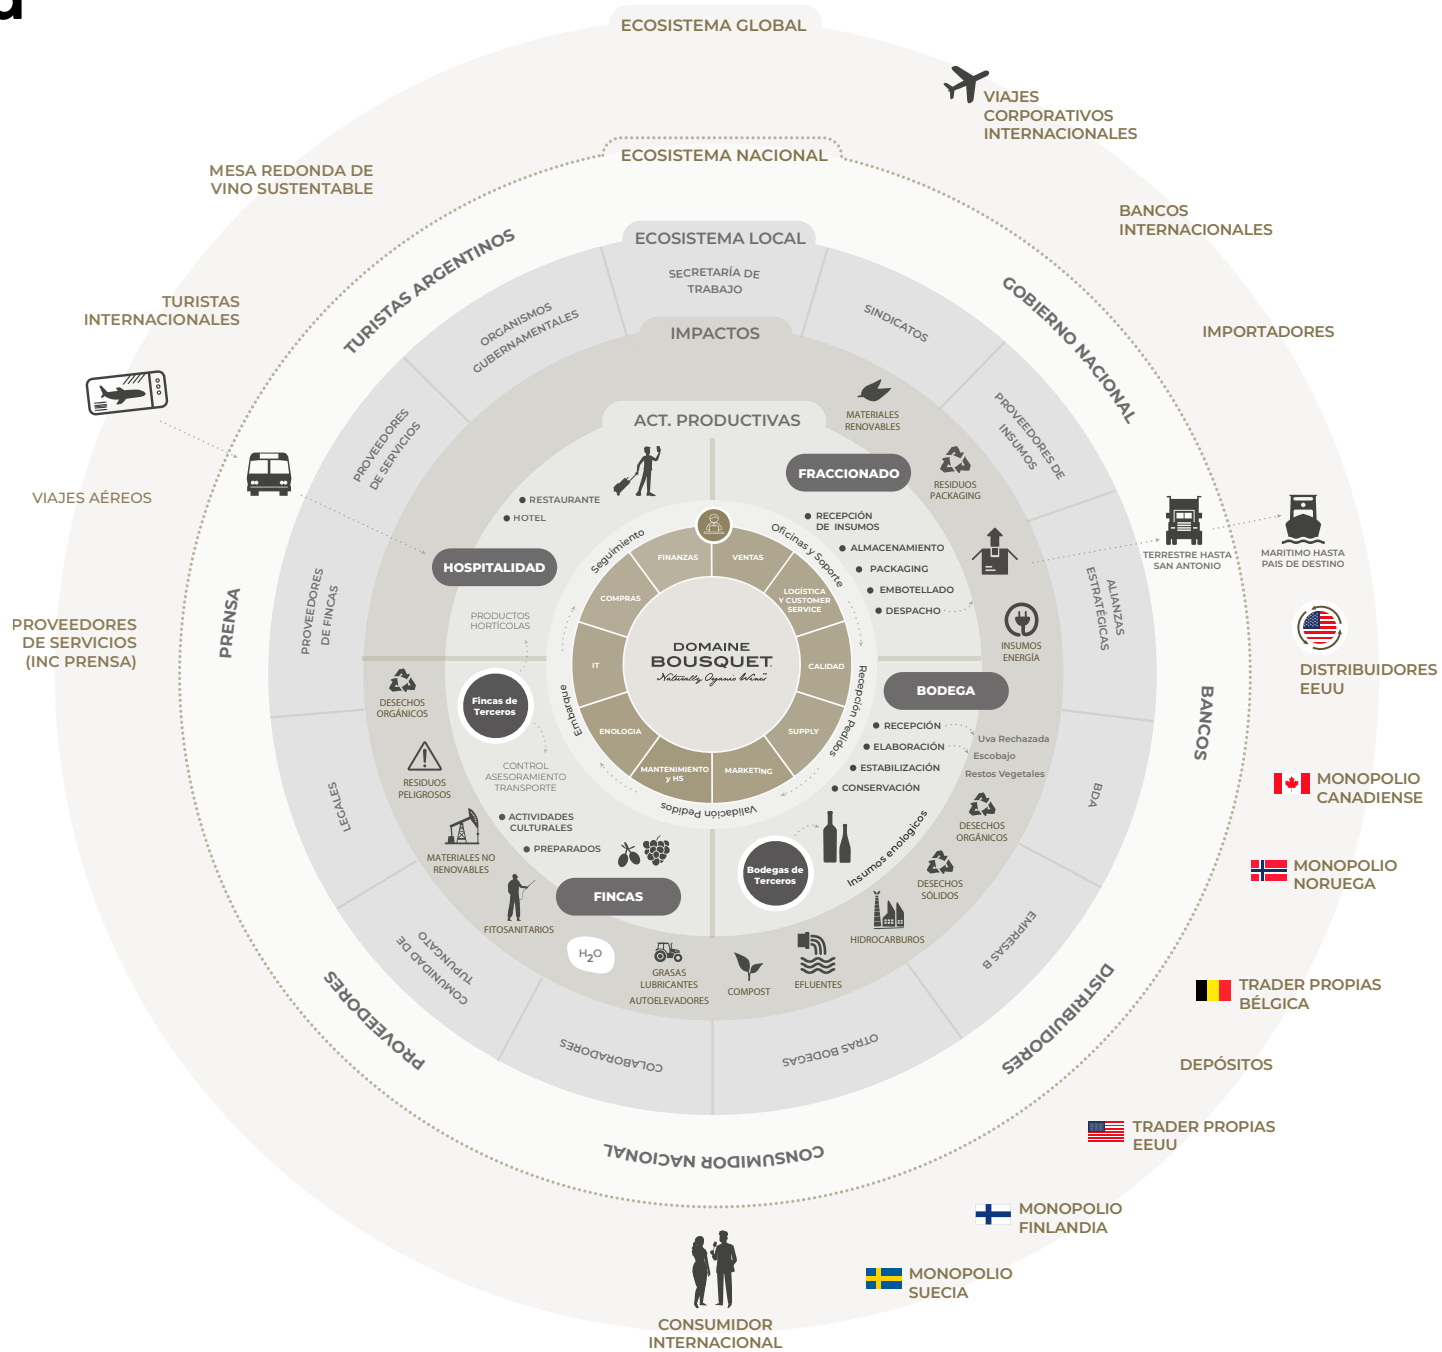 a
ECOSISTEMA GLOBAL
VIAJES
CORPORATIVOS
INTERNACIONALES
ECOSISTEMA NACIONAL
MESA REDONDA DE
VINO SUSTENTABLE
BANCOS
INTERNACIONALES
TURISTAS ARGENTINOS
ECOSISTEMA LOCAL
SECRETARÍA DE
TRABAJO
GOBIERNO NACIONAL
TURISTAS
INTERNACIONALES
ORGANISMOS
GUBERNAMENTALES
SINDICATOS
IMPORTADORES
IMPACTOS
MATERIALES
RENOVABLES
PROVEEDORES
DE SERVICIOS
PROVEEDORES DE
INSUMOS
ACT. PRODUCTIVAS
FRACCIONADO
RESIDUOS
PACKAGING
VIAJES AÉREOS
● RESTAURANTE
● HOTEL
● RECEPCIÓN
DE INSUMOS
● ALMACENAMIENTO
● PACKAGING
● EMBOTELLADO
● DESPACHO
TERRESTRE HASTA
SAN ANTONIO
MARITIMO HASTA
PAIS DE DESTINO
HOSPITALIDAD
Seguimiento
Oficinas y Soporte
FINANZAS
VENTAS
COMPRAS
LOGÍSTICA
Y CUSTOMER
SERVICE
IT
CALIDAD
ENOLOGIA
SUPPLY
MANTENIMIENTO
y HS
MARKETING
DOMAINE
BOUSQUET
Naturally Organic Wines
Embarque
Recepción Pedidos
Validación Pedidos
PRODUCTOS
HORTÍCOLAS
PROVEEDORES
DE FINCAS
ALIANZAS
ESTRATÉGICAS
PRENSA
PROVEEDORES
DE SERVICIOS
(INC PRENSA)
INSUMOS
ENERGÍA
DISTRIBUIDORES
EEUU
DESECHOS
ORGÁNICOS
Fincas de
Terceros
BODEGA
BANCOS
● RECEPCIÓN
● ELABORACIÓN
● ESTABILIZACIÓN
● CONSERVACIÓN
Uva Rechazada
Escobajo
Restos Vegetales
CONTROL
ASESORAMIENTO
TRANSPORTE
RESIDUOS
PELIGROSOS
LEGALES
BDA
MONOPOLIO
CANADIENSE
● ACTIVIDADES
CULTURALES
● PREPARADOS
DESECHOS
ORGÁNICOS
MATERIALES NO
RENOVABLES
Insumos enologicos
Bodegas de
Terceros
MONOPOLIO
NORUEGA
DESECHOS
SÓLIDOS
FINCAS
FITOSANITARIOS
HIDROCARBUROS
H2O
GRASAS
LUBRICANTES
AUTOELEVADORES
COMPOST
EFLUENTES
COMUNIDAD DE
TUPUNGATO
EMPRESAS B
TRADER PROPIAS
BÉLGICA
PROVEEDORES
COLABORADORES
OTRAS BODEGAS
DISTRIBUIDORES
DEPÓSITOS
CONSUMIDOR NACIONAL
TRADER PROPIAS
EEUU
MONOPOLIO
FINLANDIA
MONOPOLIO
SUECIA
CONSUMIDOR
INTERNACIONAL